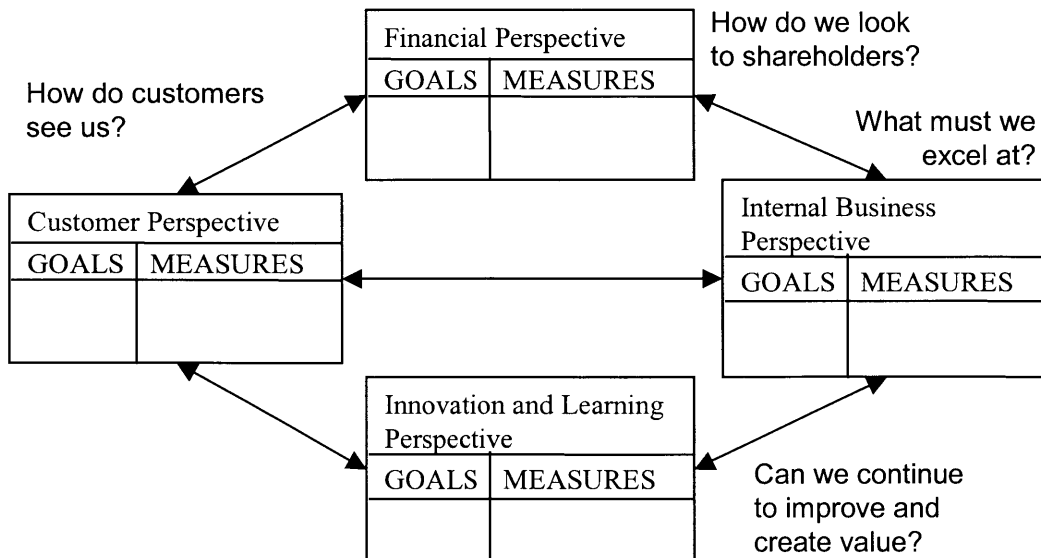 Financial Perspective
GOALS MEASURES
How do we look
to shareholders?
How do customers
see us?
What must we
excel at?
Customer Perspective
GOALS MEASURES
Internal Business
Perspective
GOALS MEASURES
Innovation and Learning
Perspective
GOALS MEASURES
Can we continue
to improve and
create value?